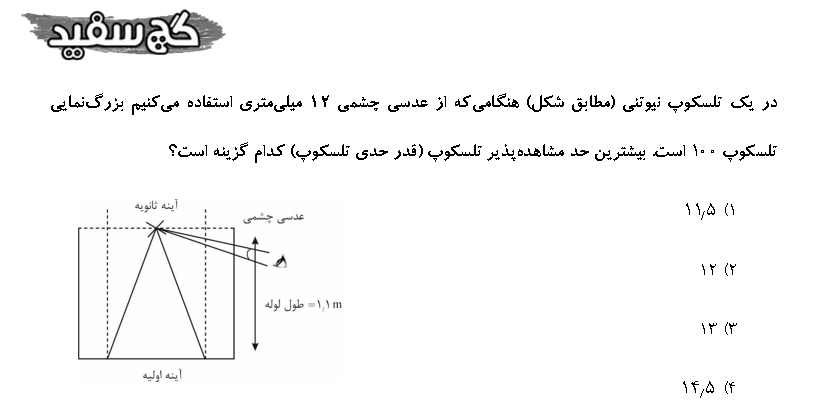 گچ سفید
در یک تلسکوپ نیوتنی (مطابق شکل) هنگامی‌که از عدسی چشمی ۱۲ میلی‌متری استفاده می‌کنیم بزرگ‌نمایی
تلسکوپ ۱۰۰ است. بیشترین حد مشاهده‌پذیر تلسکوپ (قدر حدی تلسکوپ) کدام گزینه است؟
۱) ۱۱٫۵
۲) ۱۲
۳) ۱۳
۴) ۱۴٫۵
آینه ثانویه
عدسی چشمی
طول لوله =۱٫۱ m
آینه اولیه